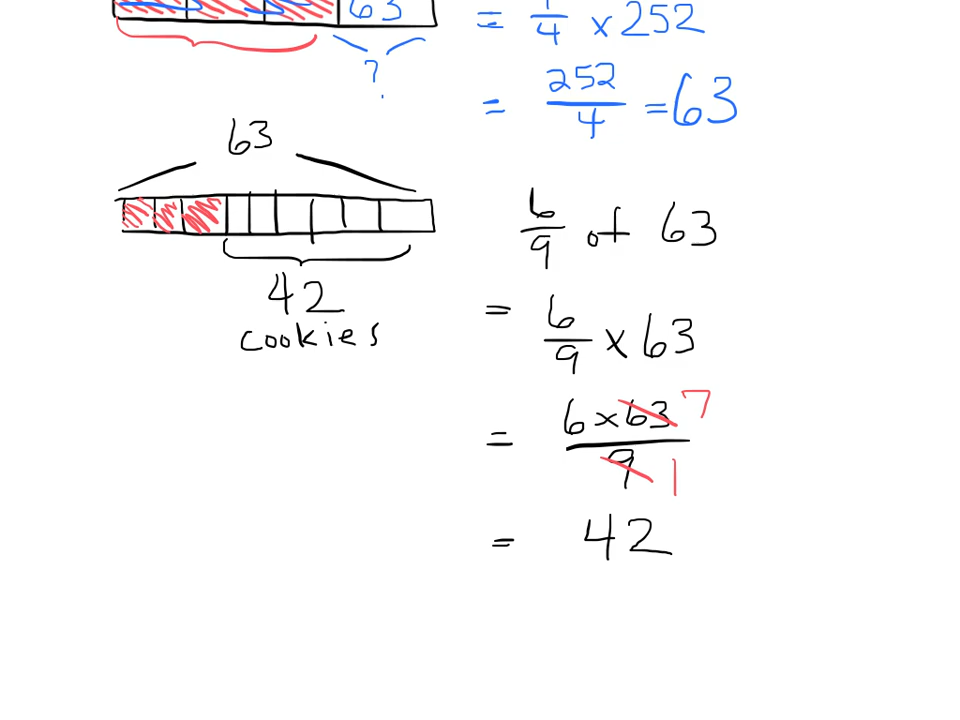 63
?
= 1/4 × 252
= 252/4 = 63
63
42
cookies
6/9 of 63
= 6/9 × 63
= 6 × 63 7
9 1
= 42